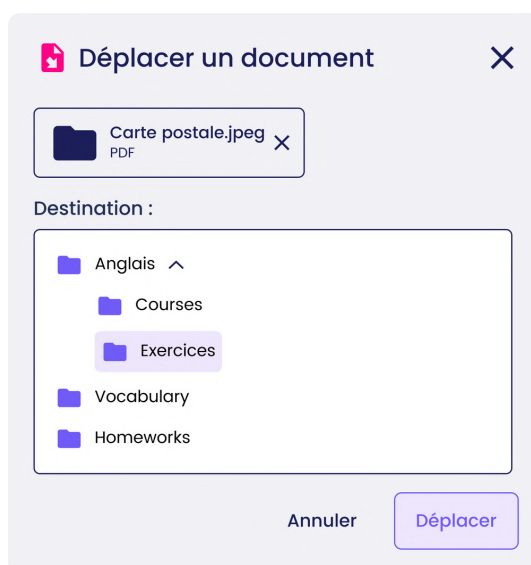 Déplacer un document
Carte postale.jpeg
PDF
Destination :
Anglais
Courses
Exercices
Vocabulary
Homeworks
Annuler
Déplacer